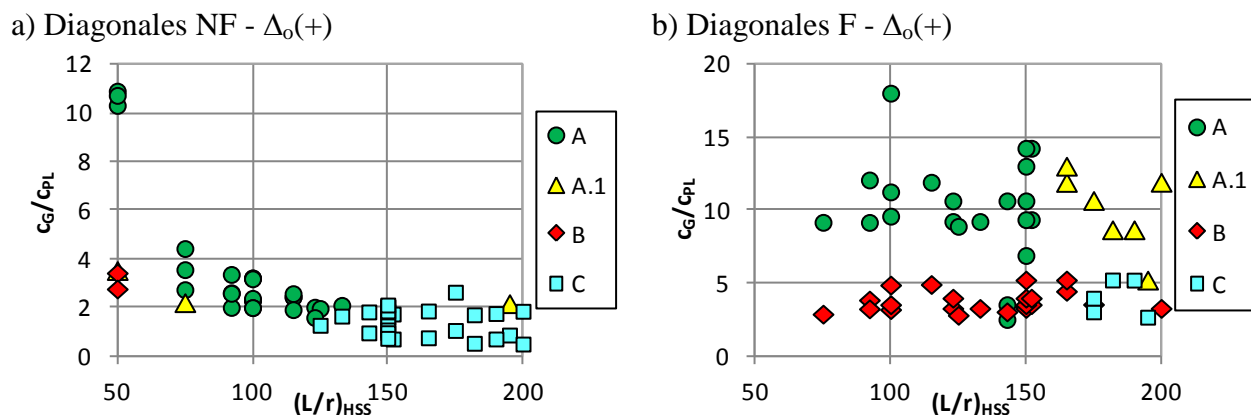 a) Diagonales NF - Δo(+)
b) Diagonales F - Δo(+)
12
10
8
6
4
2
0
cG/cPL
50
100
150
200
(L/r)HSS
A
A.1
B
C
20
15
10
5
0
cG/cPL
50
100
150
200
(L/r)HSS
A
A.1
B
C